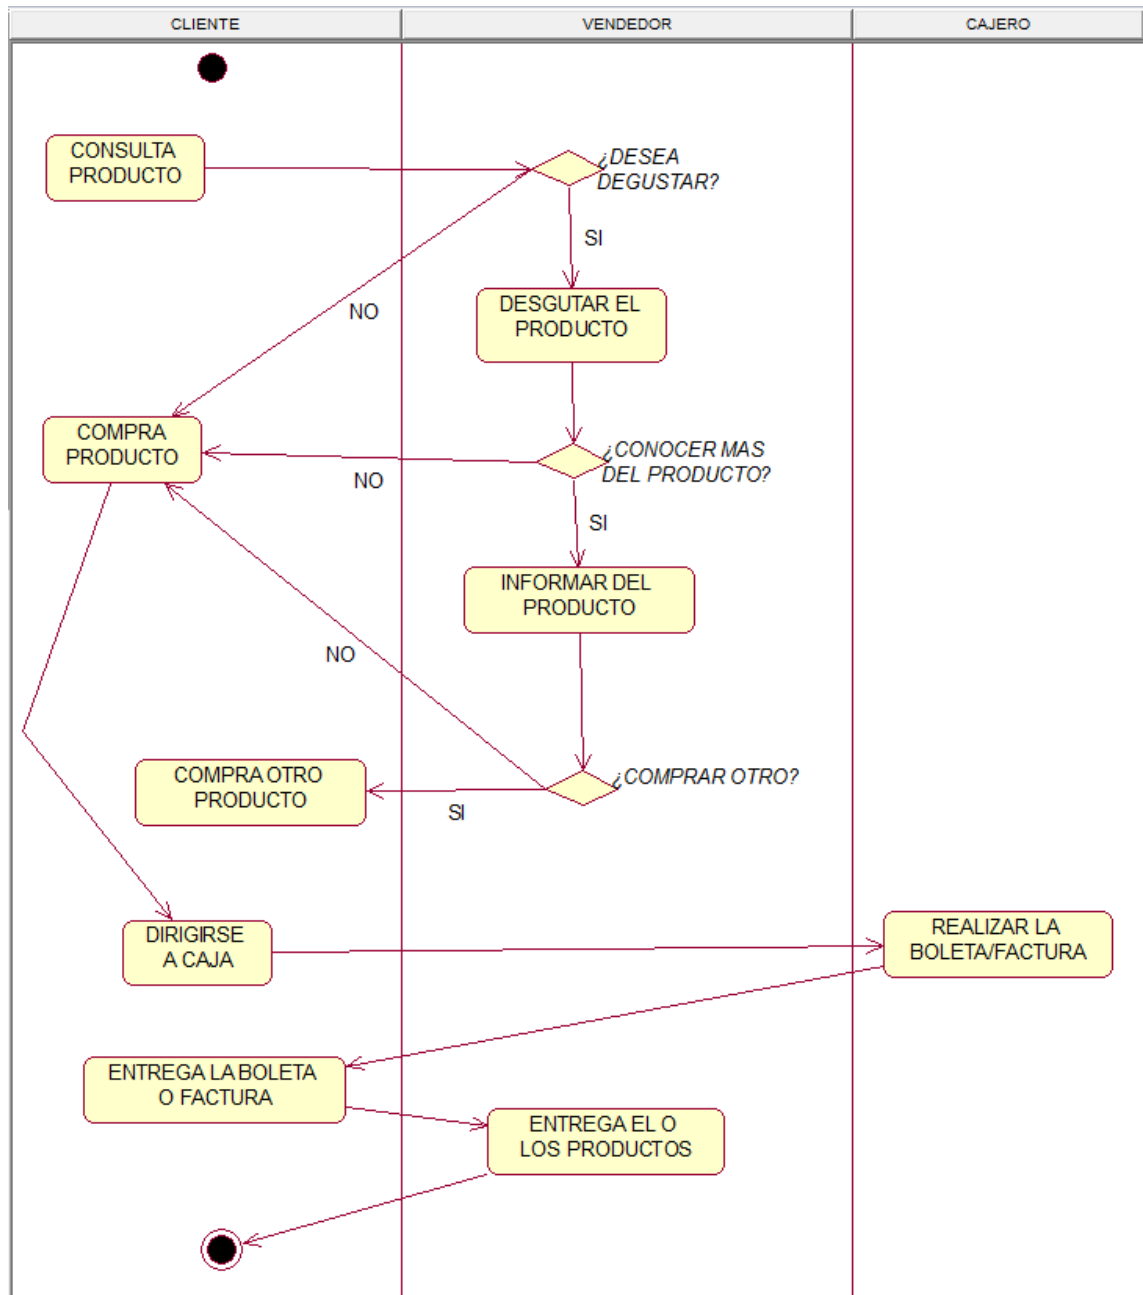 CLIENTE
VENDEDOR
CAJERO
CONSULTA
PRODUCTO
¿DESEA
DEGUSTAR?
SI
NO
DESGUTAR EL
PRODUCTO
COMPRA
PRODUCTO
¿CONOCER MAS
DEL PRODUCTO?
NO
SI
INFORMAR DEL
PRODUCTO
NO
COMPRA OTRO
PRODUCTO
¿COMPRAR OTRO?
SI
DIRIGIRSE
A CAJA
REALIZAR LA
BOLETA/FACTURA
ENTREGA LA BOLETA
O FACTURA
ENTREGA EL O
LOS PRODUCTOS